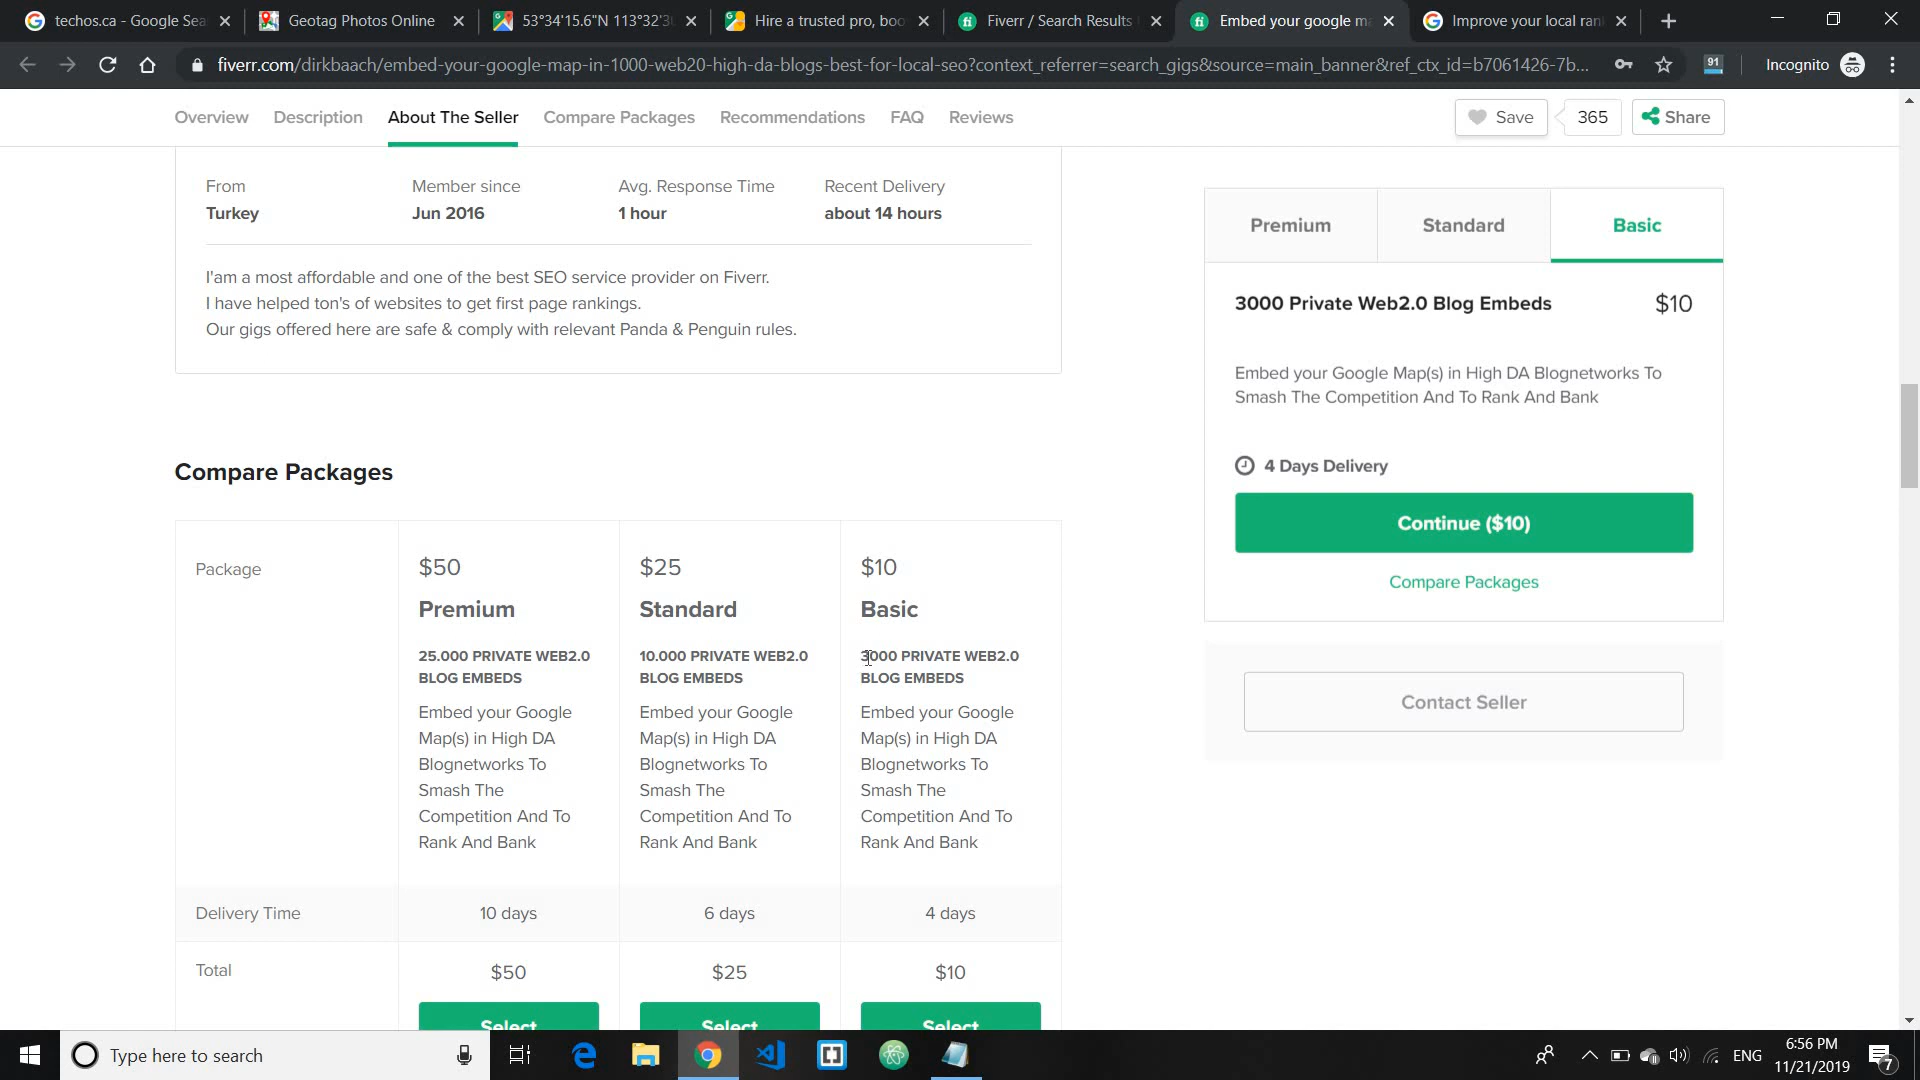 techos.ca - Google Sea
Geotag Photos Online
53°34'15.6"N 113°32'3
Hire a trusted pro, boo
Fiverr / Search Results
Embed your google ma
Improve your local ran
fiverr.com/dirkbaach/embed-your-google-map-in-1000-web20-high-da-blogs-best-for-local-seo?context_referrer=search_gigs&source=main_banner&ref_ctx_id=b7061426-7b...
91
Incognito
Overview
Description
About The Seller
Compare Packages
Recommendations
FAQ
Reviews
Save
365
Share
From
Turkey
Member since
Jun 2016
Avg. Response Time
1 hour
Recent Delivery
about 14 hours
I'am a most affordable and one of the best SEO service provider on Fiverr.
I have helped ton's of websites to get first page rankings.
Our gigs offered here are safe & comply with relevant Panda & Penguin rules.
Premium
Standard
Basic
3000 Private Web2.0 Blog Embeds
$10
Embed your Google Map(s) in High DA Blognetworks To
Smash The Competition And To Rank And Bank
4 Days Delivery
Continue ($10)
Compare Packages
Contact Seller
Compare Packages
Package
$50
Premium
25.000 PRIVATE WEB2.0
BLOG EMBEDS
Embed your Google
Map(s) in High DA
Blognetworks To
Smash The
Competition And To
Rank And Bank
$25
Standard
10.000 PRIVATE WEB2.0
BLOG EMBEDS
Embed your Google
Map(s) in High DA
Blognetworks To
Smash The
Competition And To
Rank And Bank
$10
Basic
3000 PRIVATE WEB2.0
BLOG EMBEDS
Embed your Google
Map(s) in High DA
Blognetworks To
Smash The
Competition And To
Rank And Bank
Delivery Time
10 days
6 days
4 days
Total
$50
$25
$10
Select
Select
Select
Type here to search
ENG
6:56 PM
11/21/2019
7